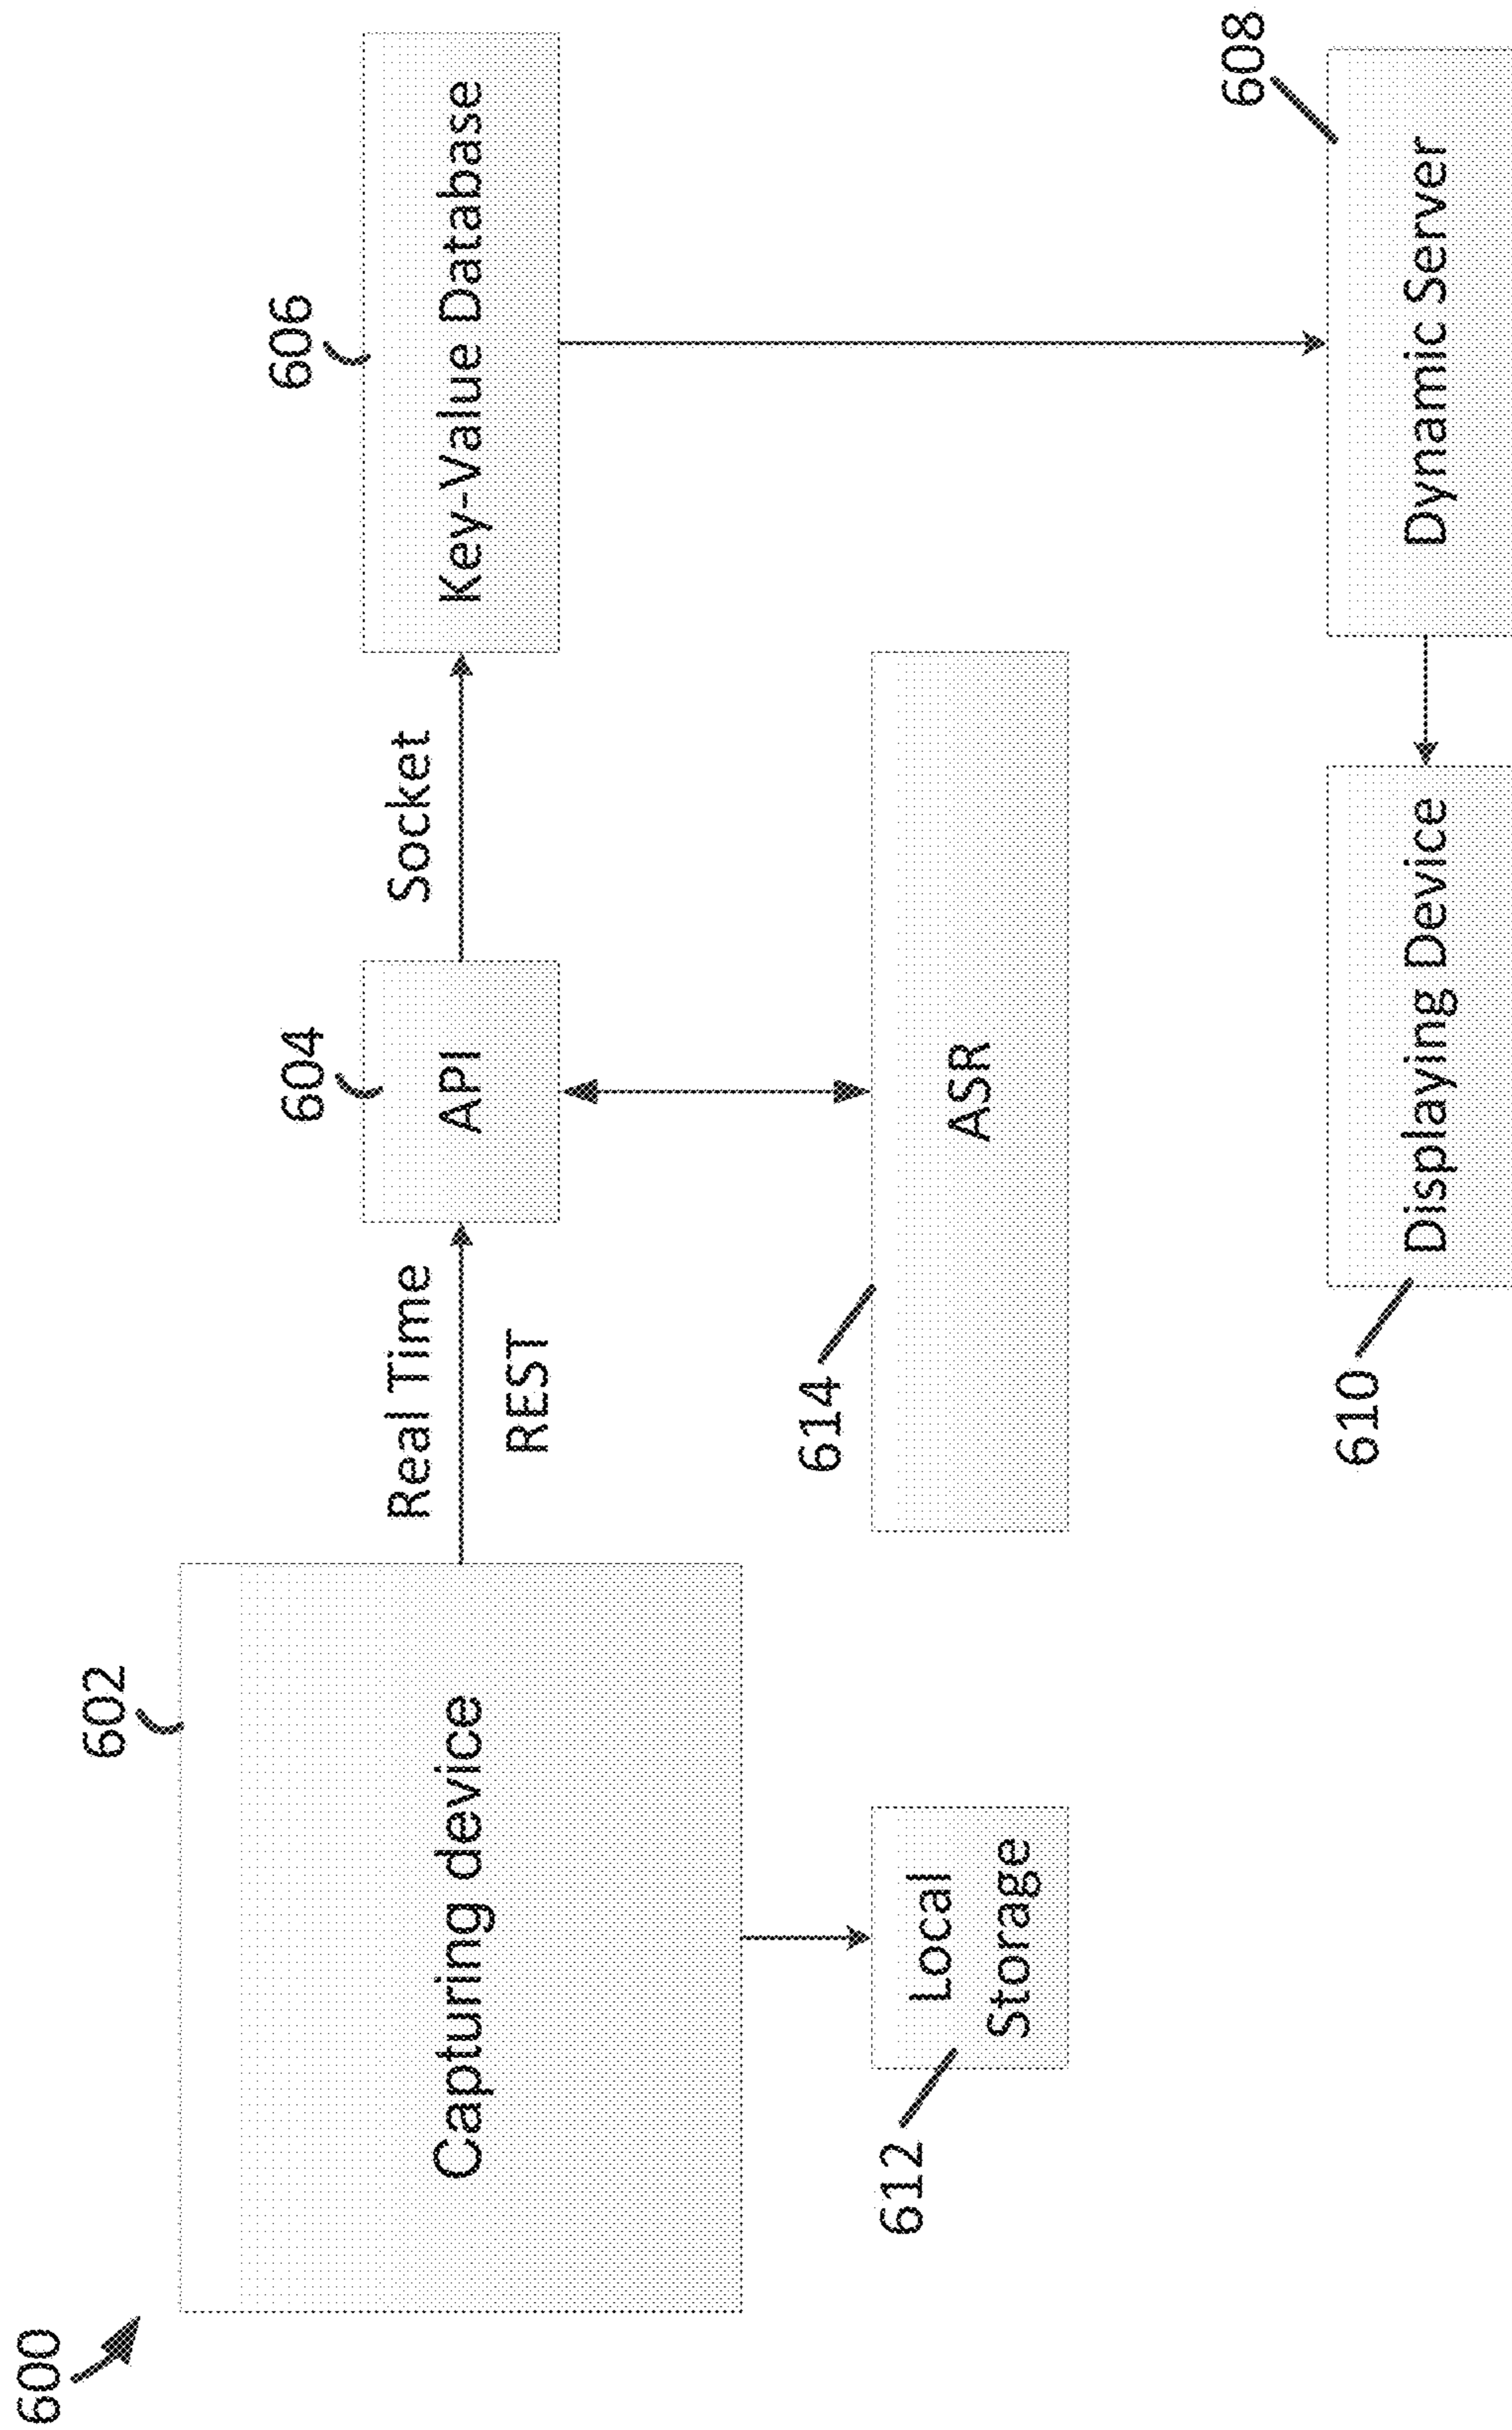 600
602
Capturing device
Real Time
REST
604
API
Socket
606
Key-Value Database
612
Local
Storage
614
ASR
610
Displaying Device
608
Dynamic Server